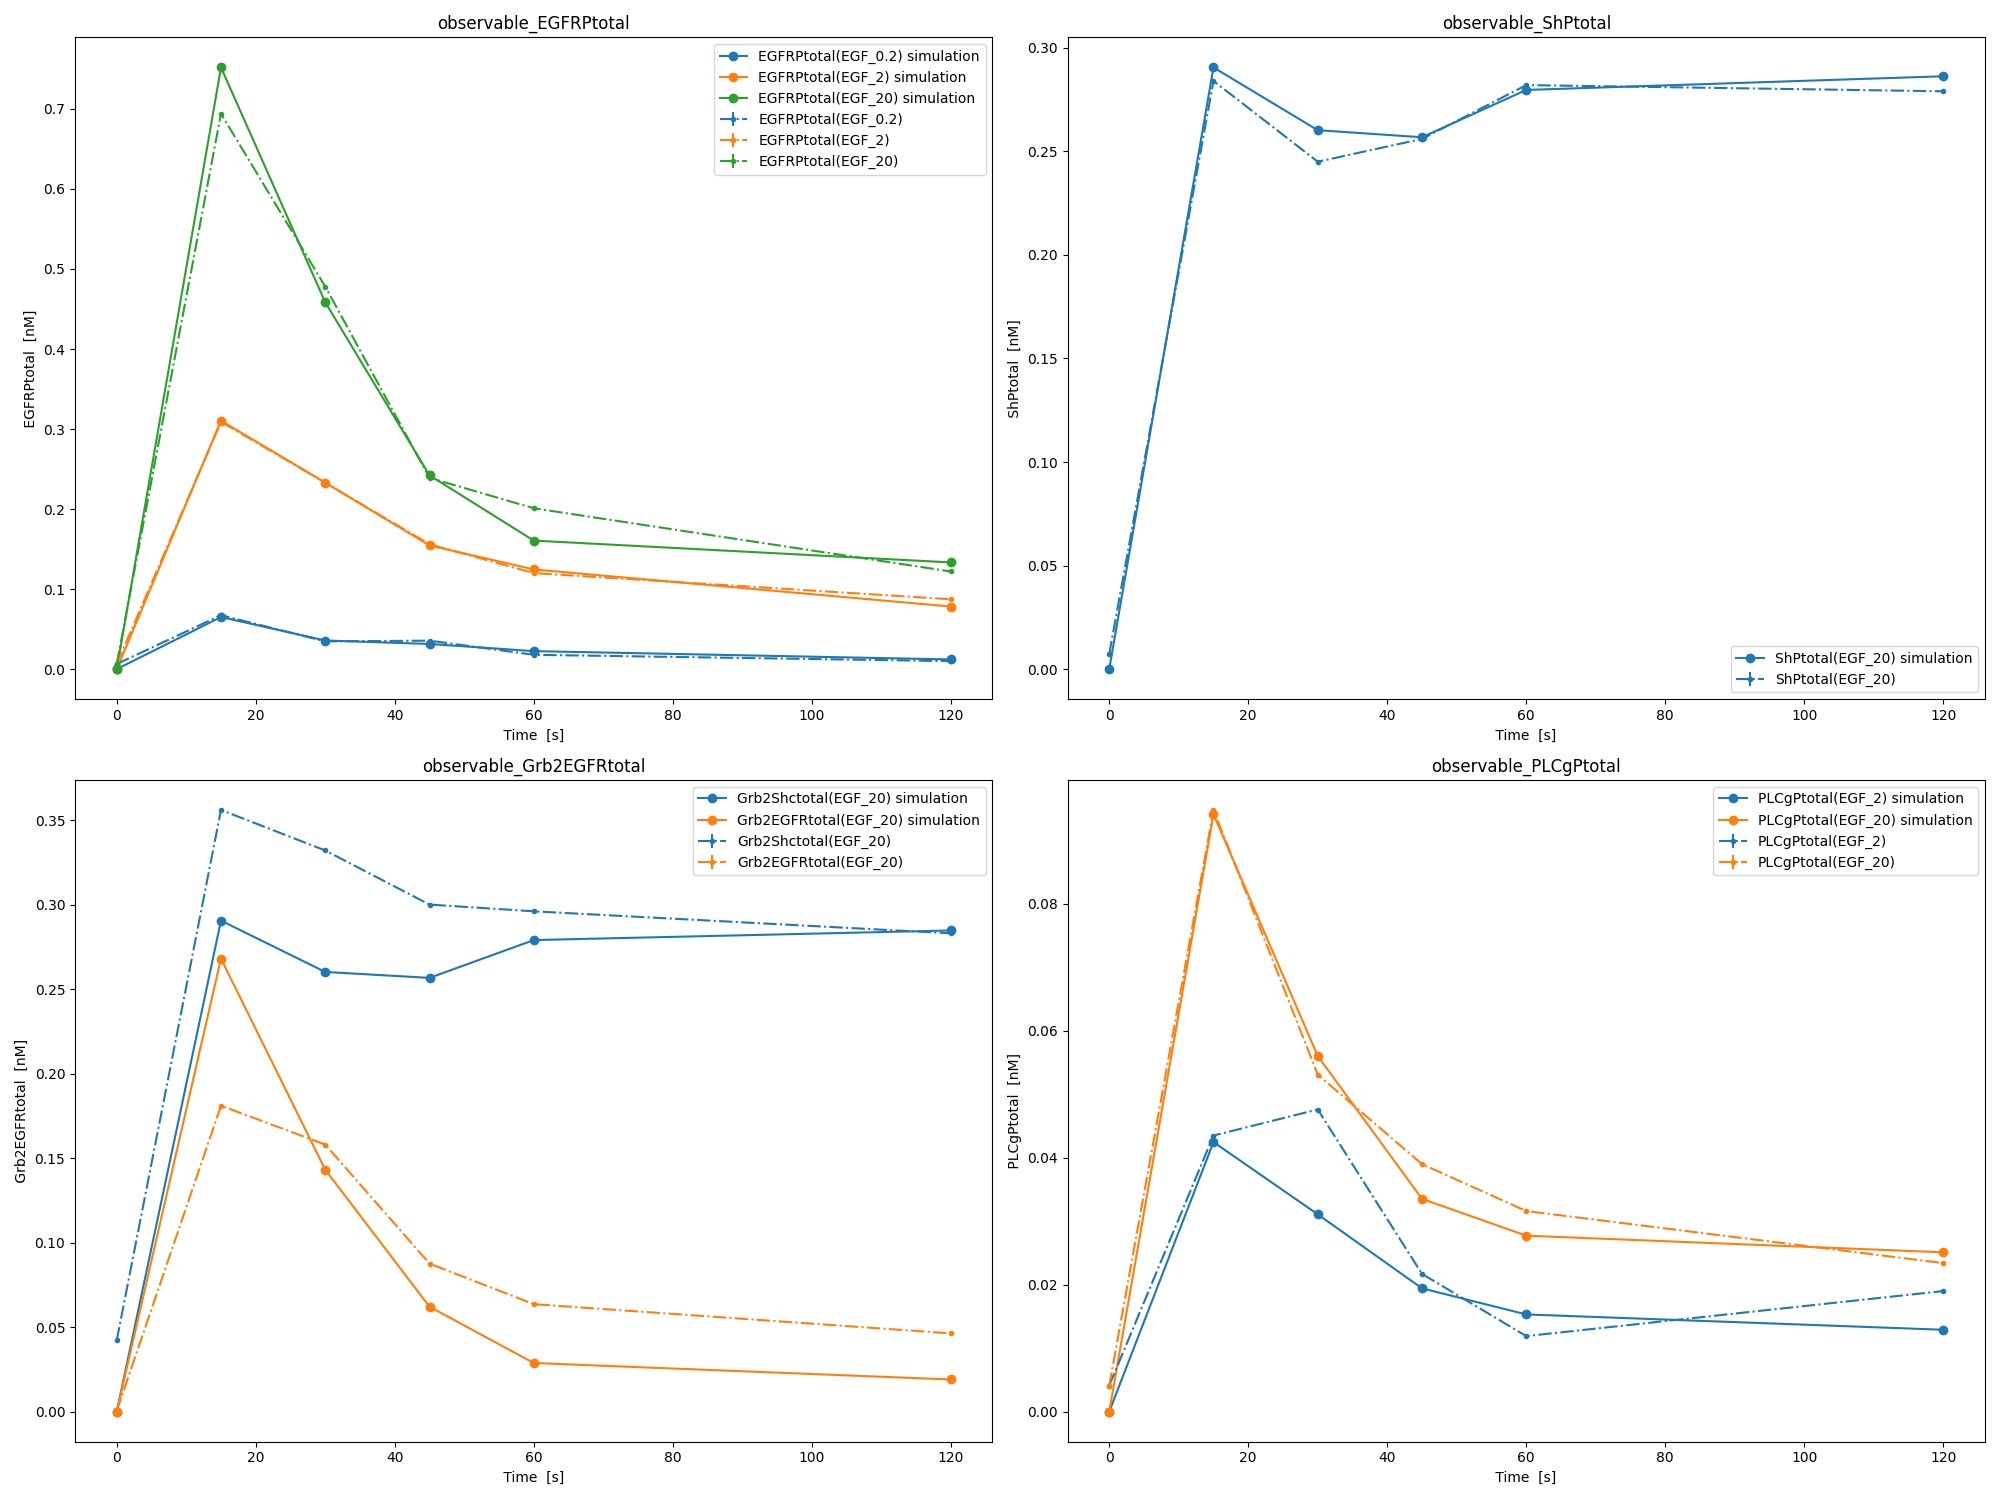 observable_EGFRPtotal
EGFRPtotal(EGF_0.2) simulation
EGFRPtotal(EGF_2) simulation
EGFRPtotal(EGF_20) simulation
EGFRPtotal(EGF_0.2)
EGFRPtotal(EGF_2)
EGFRPtotal(EGF_20)
EGFRPtotal [nM]
0.7
0.6
0.5
0.4
0.3
0.2
0.1
0.0
0 20 40 60 80 100 120
Time [s]
observable_ShPtotal
ShPtotal [nM]
0.30
0.25
0.20
0.15
0.10
0.05
0.00
ShPtotal(EGF_20) simulation
ShPtotal(EGF_20)
0 20 40 60 80 100 120
Time [s]
observable_Grb2EGFRtotal
Grb2Shctotal(EGF_20) simulation
Grb2EGFRtotal(EGF_20) simulation
Grb2Shctotal(EGF_20)
Grb2EGFRtotal(EGF_20)
Grb2EGFRtotal [nM]
0.35
0.30
0.25
0.20
0.15
0.10
0.05
0.00
0 20 40 60 80 100 120
Time [s]
observable_PLCgPtotal
PLCgPtotal(EGF_2) simulation
PLCgPtotal(EGF_20) simulation
PLCgPtotal(EGF_2)
PLCgPtotal(EGF_20)
PLCgPtotal [nM]
0.08
0.06
0.04
0.02
0.00
0 20 40 60 80 100 120
Time [s]